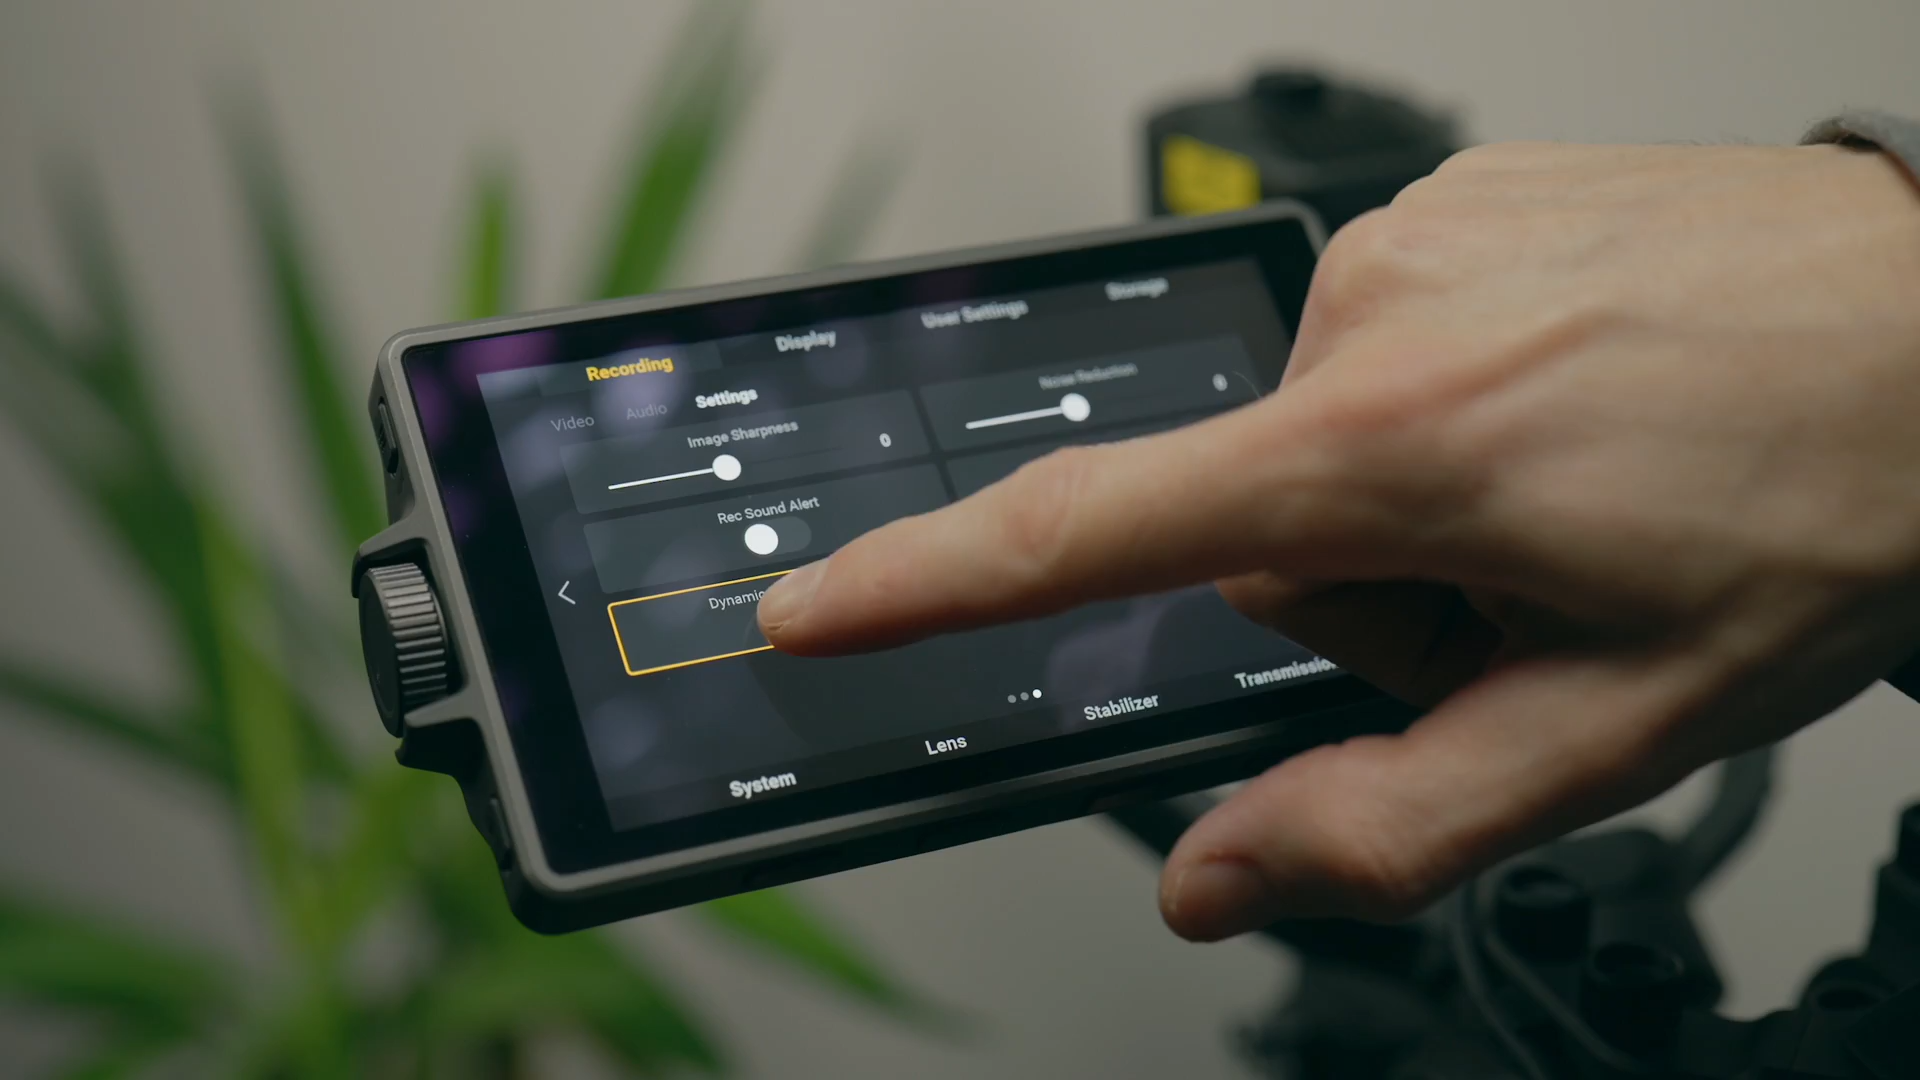 Recording
Display
User Settings
Storage
Video
Audio
Settings
Image Sharpness
0
Noise Reduction
0
Rec Sound Alert
Dynamic
System
Lens
Stabilizer
Transmission